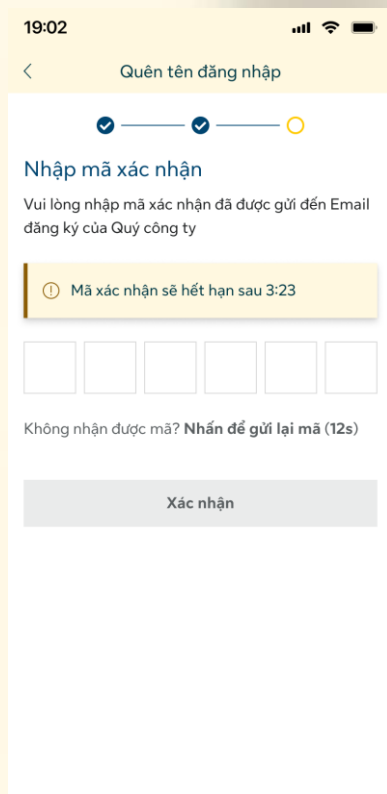 19:02
Quên tên đăng nhập
Nhập mã xác nhận
Vui lòng nhập mã xác nhận đã được gửi đến Email
đăng ký của Quý công ty
Mã xác nhận sẽ hết hạn sau 3:23
Không nhận được mã? Nhấn để gửi lại mã (12s)
Xác nhận